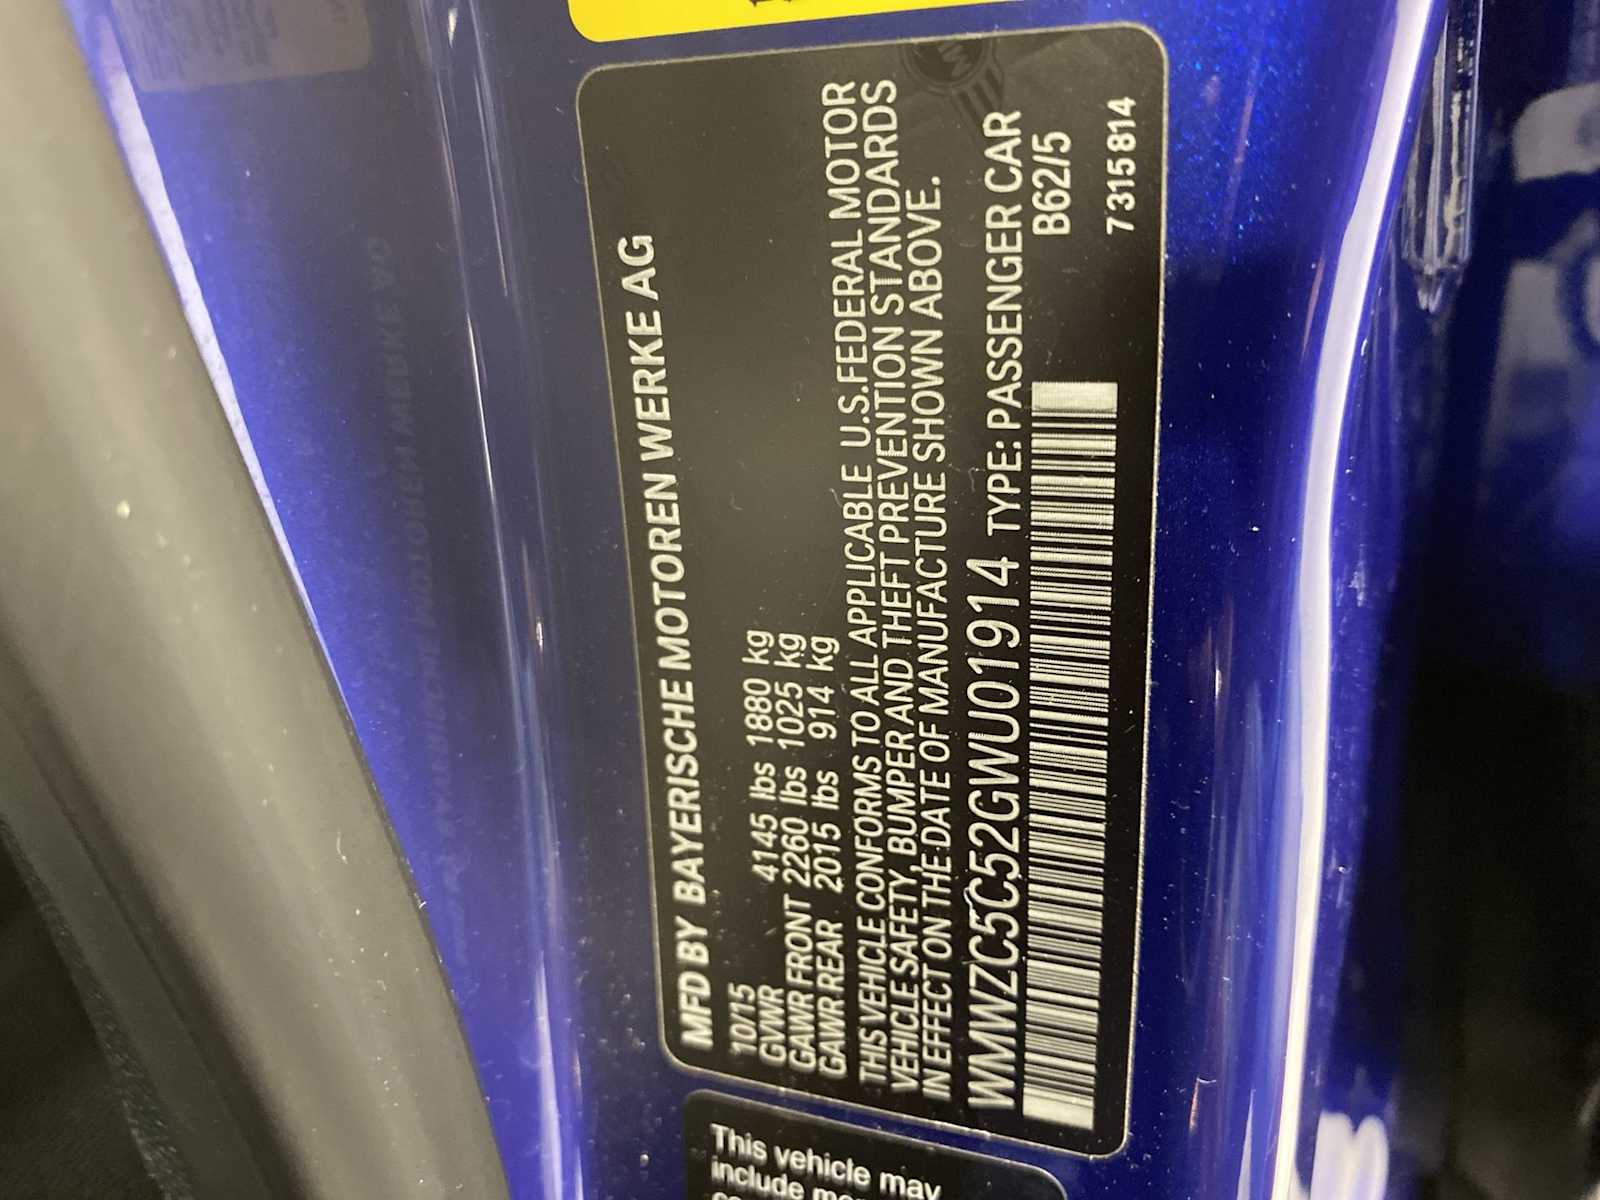 MFD BY BAYERISCHE MOTOREN WERKE AG
10/15
GVWR 4145 lbs 1880 kg
GAWR FRONT 2260 lbs 1025 kg
GAWR REAR 2015 lbs 914 kg
THIS VEHICLE CONFORMS TO ALL APPLICABLE U.S.FEDERAL MOTOR
VEHICLE SAFETY, BUMPER AND THEFT PREVENTION STANDARDS
IN EFFECT ON THE DATE OF MANUFACTURE SHOWN ABOVE.
WMWZC5C52GWU01914 TYPE: PASSENGER CAR
B62/5
7315814
This vehicle may
include